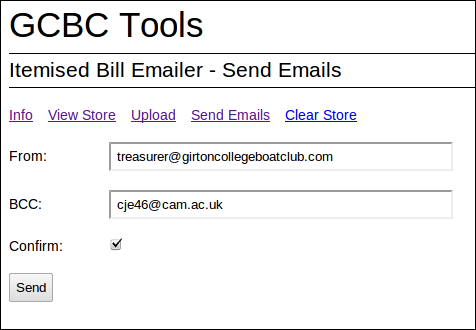 GCBC Tools
Itemised Bill Emailer - Send Emails
Info View Store Upload Send Emails Clear Store
From: treasurer@girtoncollegeboatclub.com
BCC: cje46@cam.ac.uk
Confirm:
Send